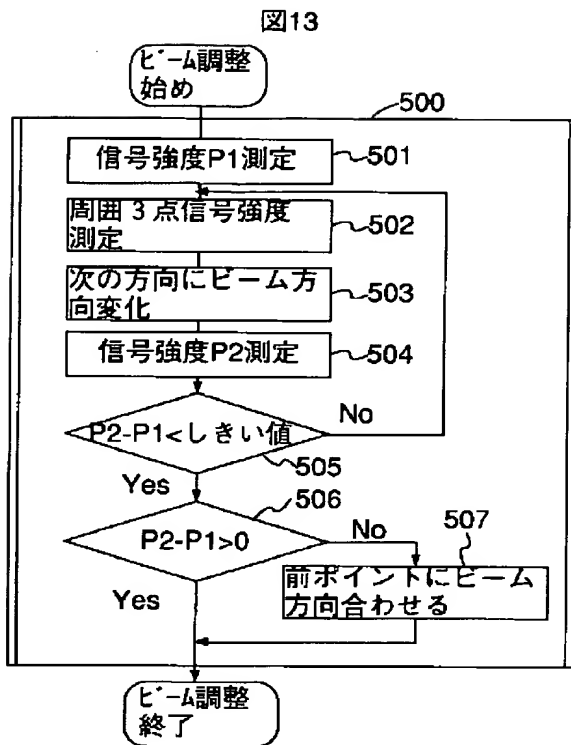 図13
ビーム調整
始め
500
信号強度P1測定
501
周囲3点信号強度
測定
502
次の方向にビーム方
向変化
503
信号強度P2測定
504
P2-P1<しきい値
No
505
Yes
506
P2-P1>0
No
507
前ポイントにビーム
方向合わせる
Yes
ビーム調整
終了